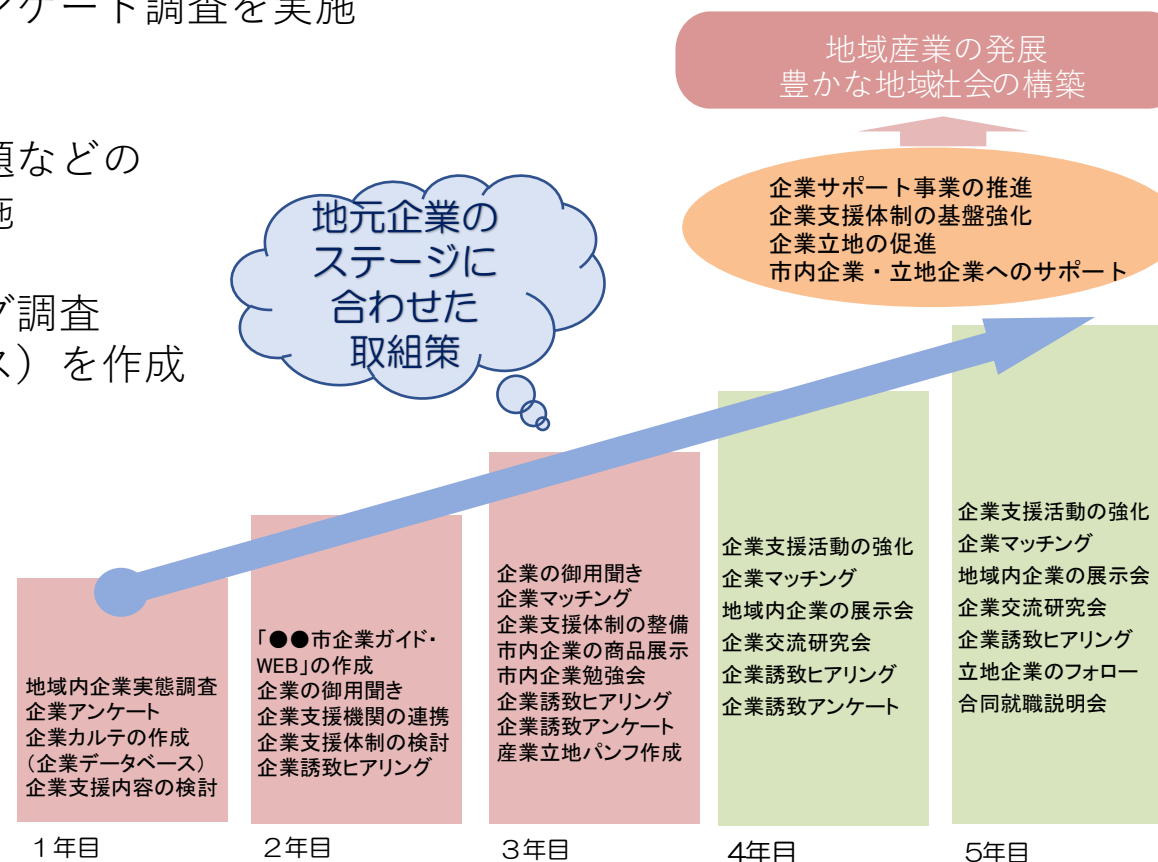 ンケート調査を実施
題などの
施
グ調査
ス）を作成
地元企業の
ステージに
合わせた
取組策
地域産業の発展
豊かな地域社会の構築
企業サポート事業の推進
企業支援体制の基盤強化
企業立地の促進
市内企業・立地企業へのサポート
地域内企業実態調査
企業アンケート
企業カルテの作成
（企業データベース）
企業支援内容の検討
１年目
「●●市企業ガイド・
WEB」の作成
企業の御用聞き
企業支援機関の連携
企業支援体制の検討
企業誘致ヒアリング
２年目
企業の御用聞き
企業マッチング
企業支援体制の整備
市内企業の商品展示
市内企業勉強会
企業誘致ヒアリング
企業誘致アンケート
産業立地パンフ作成
３年目
企業支援活動の強化
企業マッチング
地域内企業の展示会
企業交流研究会
企業誘致ヒアリング
企業誘致アンケート
4年目
企業支援活動の強化
企業マッチング
地域内企業の展示会
企業交流研究会
企業誘致ヒアリング
立地企業のフォロー
合同就職説明会
5年目